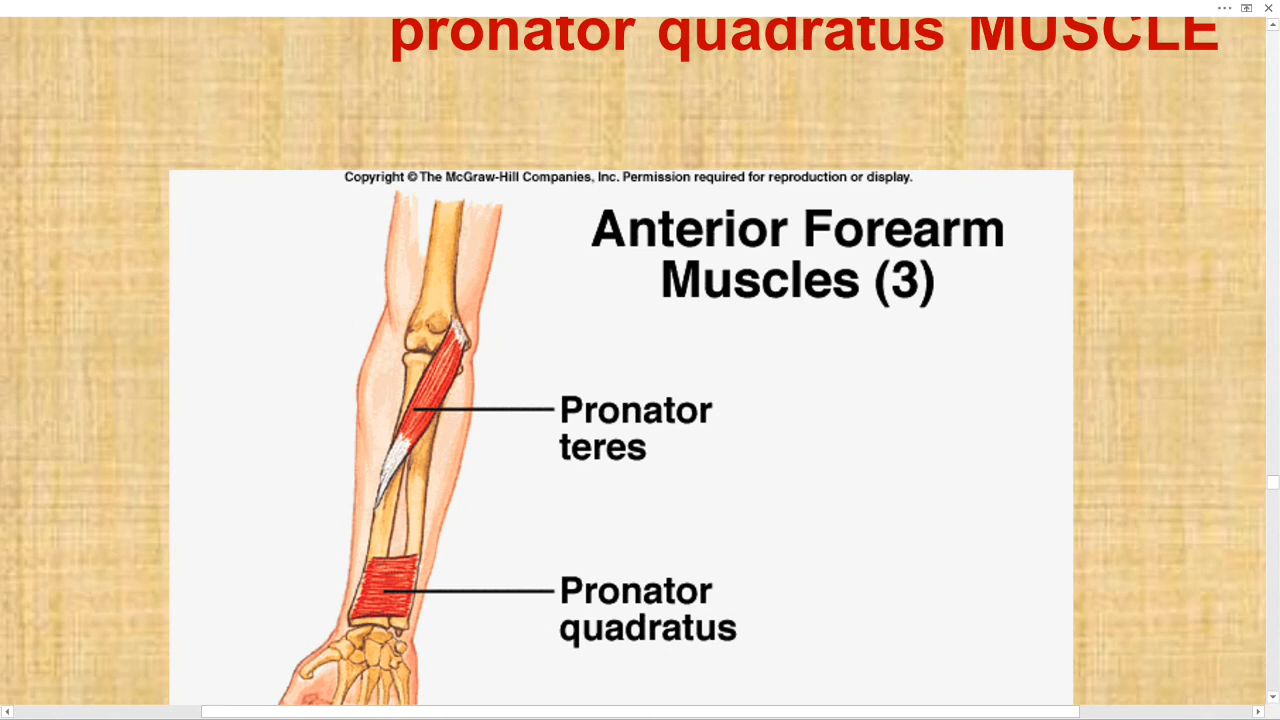 pronator quadratus MUSCLE
Copyright © The McGraw-Hill Companies, Inc. Permission required for reproduction or display.
Anterior Forearm
Muscles (3)
Pronator
teres
Pronator
quadratus